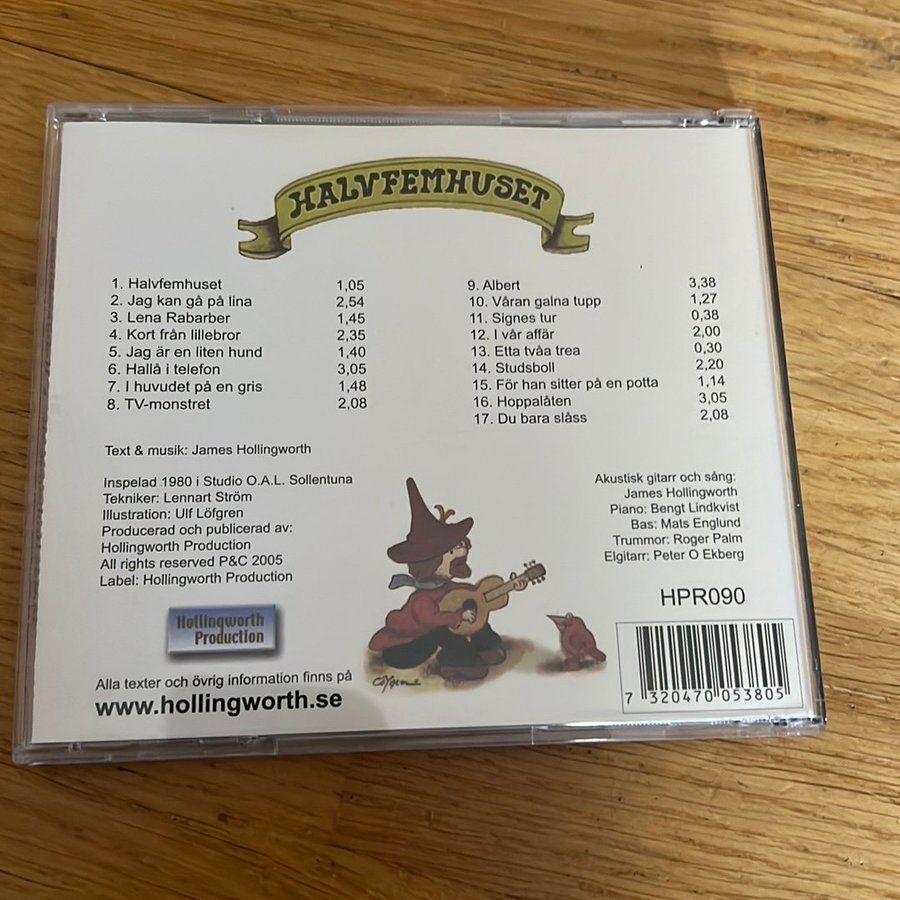 HALVFEMHUSET
1. Halvfemhuset 1,05
2. Jag kan gå på lina 2,54
3. Lena Rabarber 1,45
4. Kort från lillebror 2,35
5. Jag är en liten hund 1,40
6. Hallå i telefon 3,05
7. I huvudet på en gris 1,48
8. TV-monstret 2,08
9. Albert 3,38
10. Våran galna tupp 1,27
11. Signes tur 0,38
12. I vår affär 2,00
13. Etta tvåa trea 0,30
14. Studsboll 2,20
15. För han sitter på en potta 1,14
16. Hoppalåten 3,05
17. Du bara slåss 2,08
Text & musik: James Hollingworth
Inspelad 1980 i Studio O.A.L. Sollentuna
Tekniker: Lennart Ström
Illustration: Ulf Löfgren
Producerad och publicerad av:
Hollingworth Production
All rights reserved P&C 2005
Label: Hollingworth Production
Akustisk gitarr och sång:
James Hollingworth
Piano: Bengt Lindkvist
Bas: Mats Englund
Trummor: Roger Palm
Elgitarr: Peter O Ekberg
HPR090
Hollingworth
Production
Alla texter och övrig information finns på
www.hollingworth.se
7 320470 053805